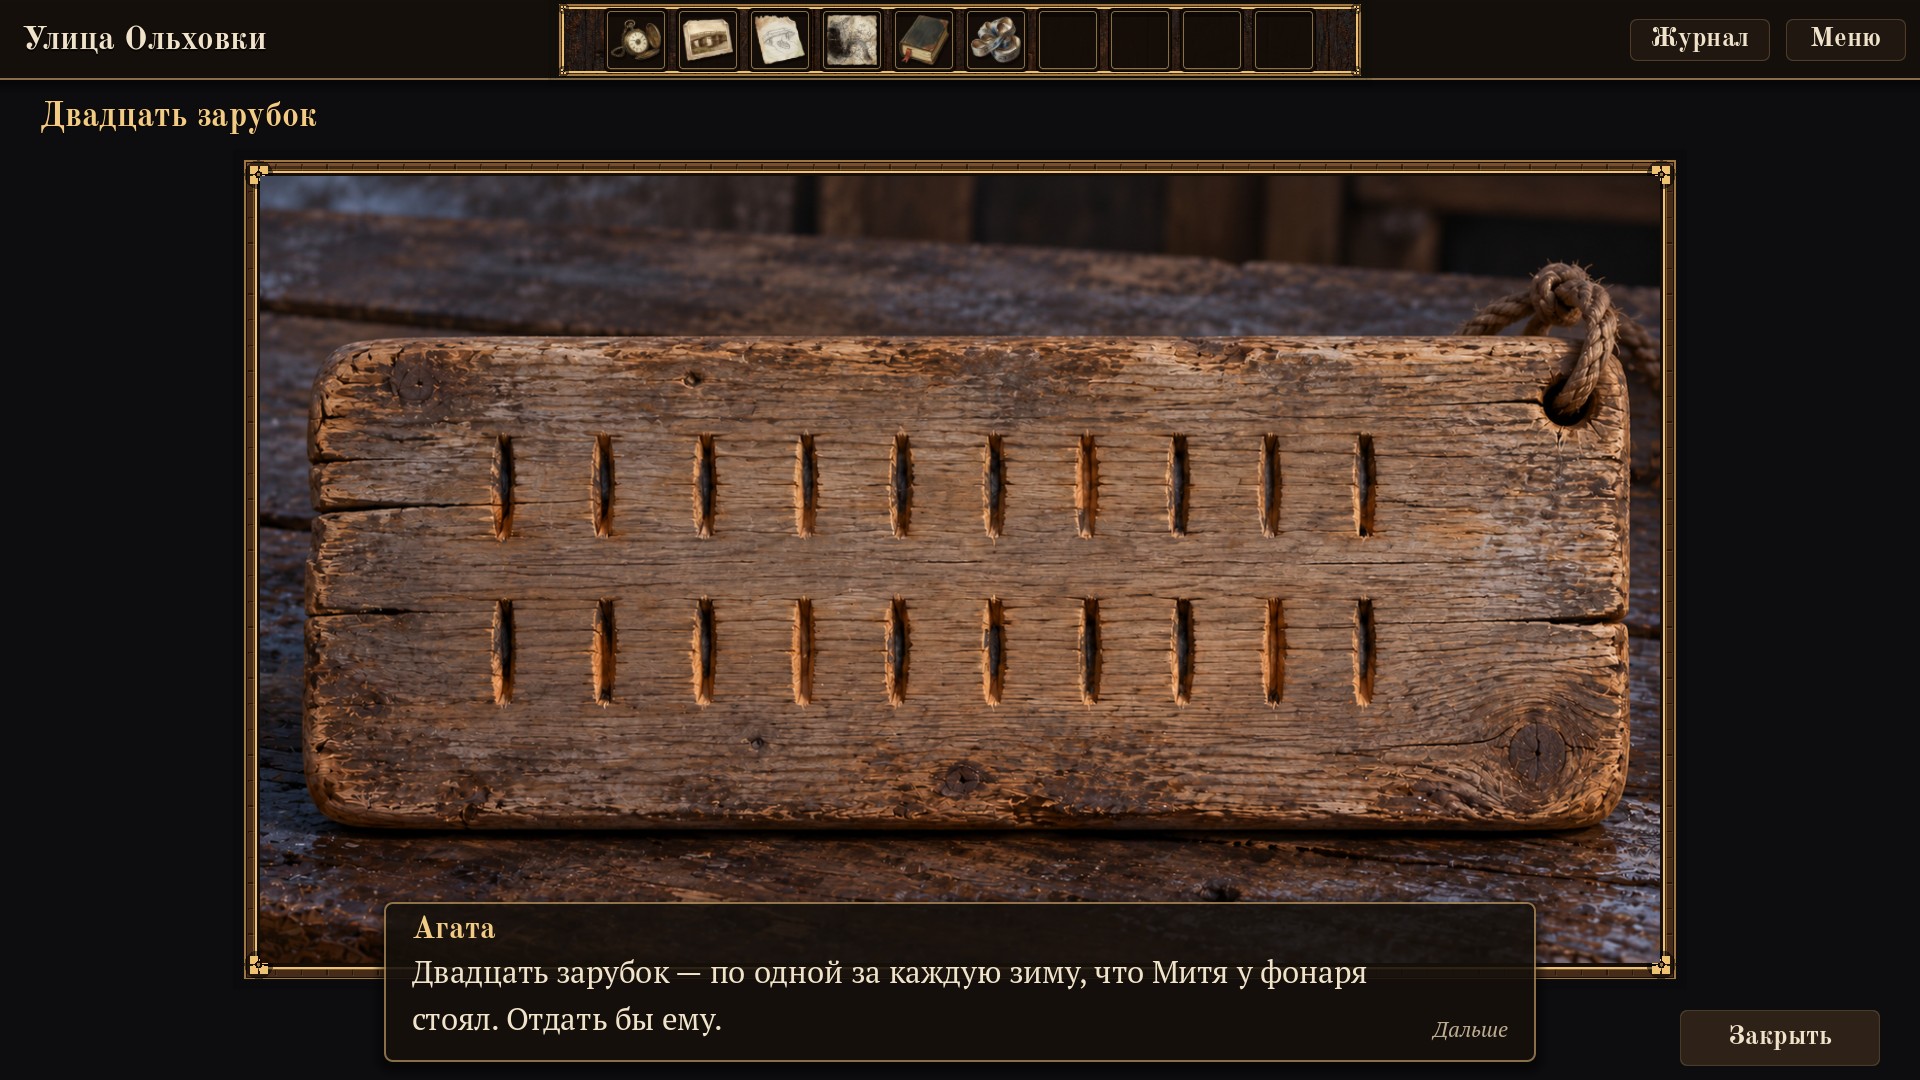 Улица Ольховки
Журнал
Меню
Двадцать зарубок
Агата
Двадцать зарубок — по одной за каждую зиму, что Митя у фонаря
стоял. Отдать бы ему.
Дальше
Закрыть